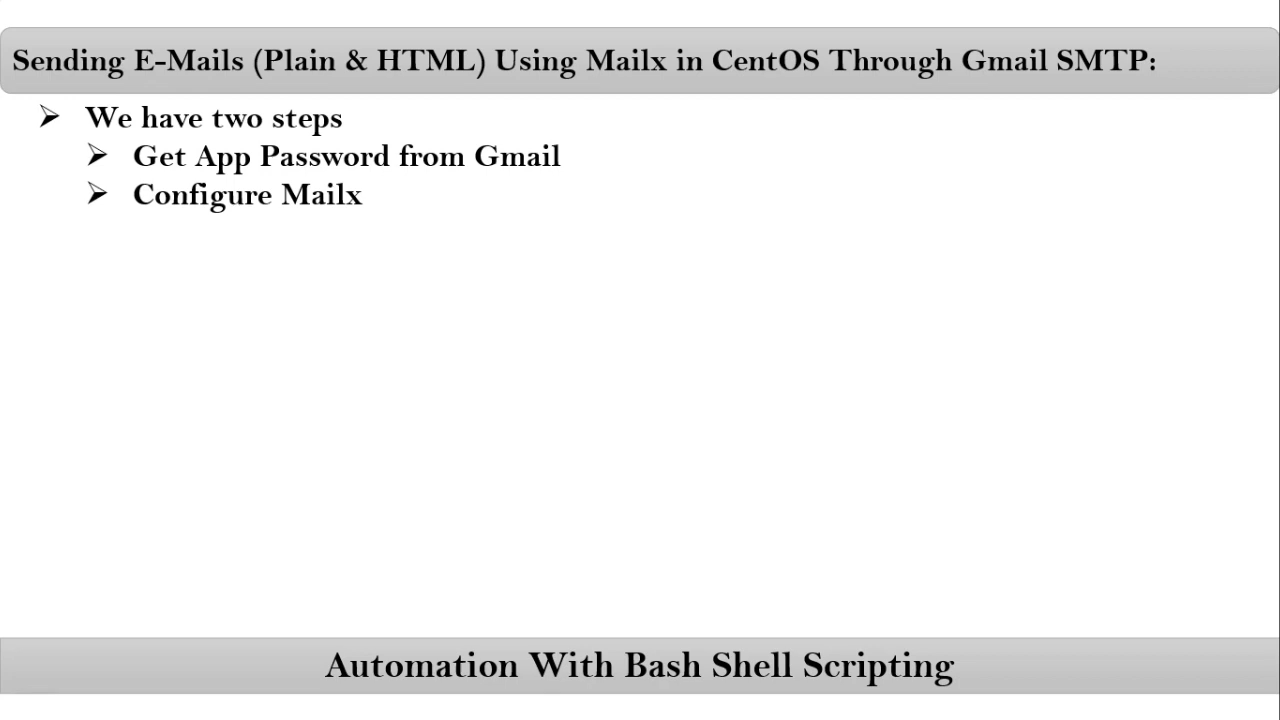 Sending E-Mails (Plain & HTML) Using Mailx in CentOS Through Gmail SMTP:
We have two steps
Get App Password from Gmail
Configure Mailx
Automation With Bash Shell Scripting